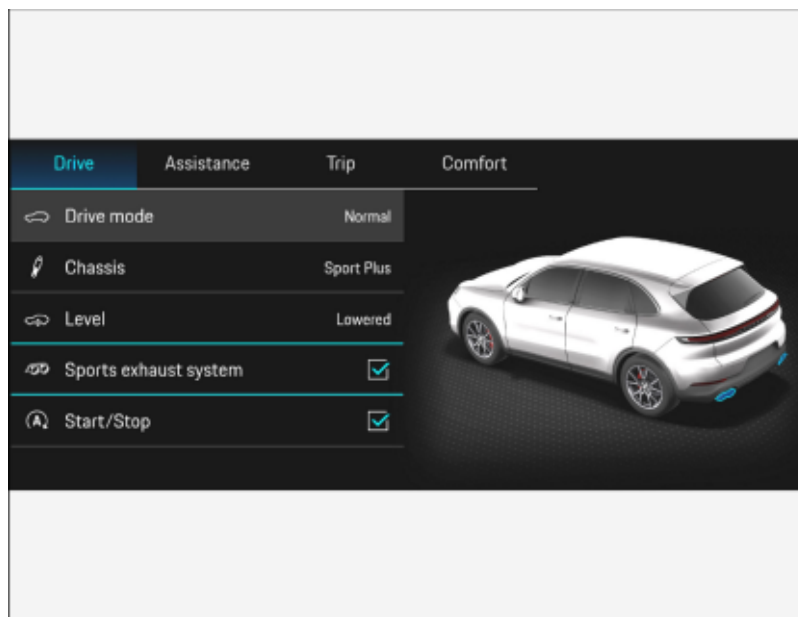 Drive Assistance Trip Comfort
Drive mode Normal
Chassis Sport Plus
Level Lowered
Sports exhaust system
Start/Stop